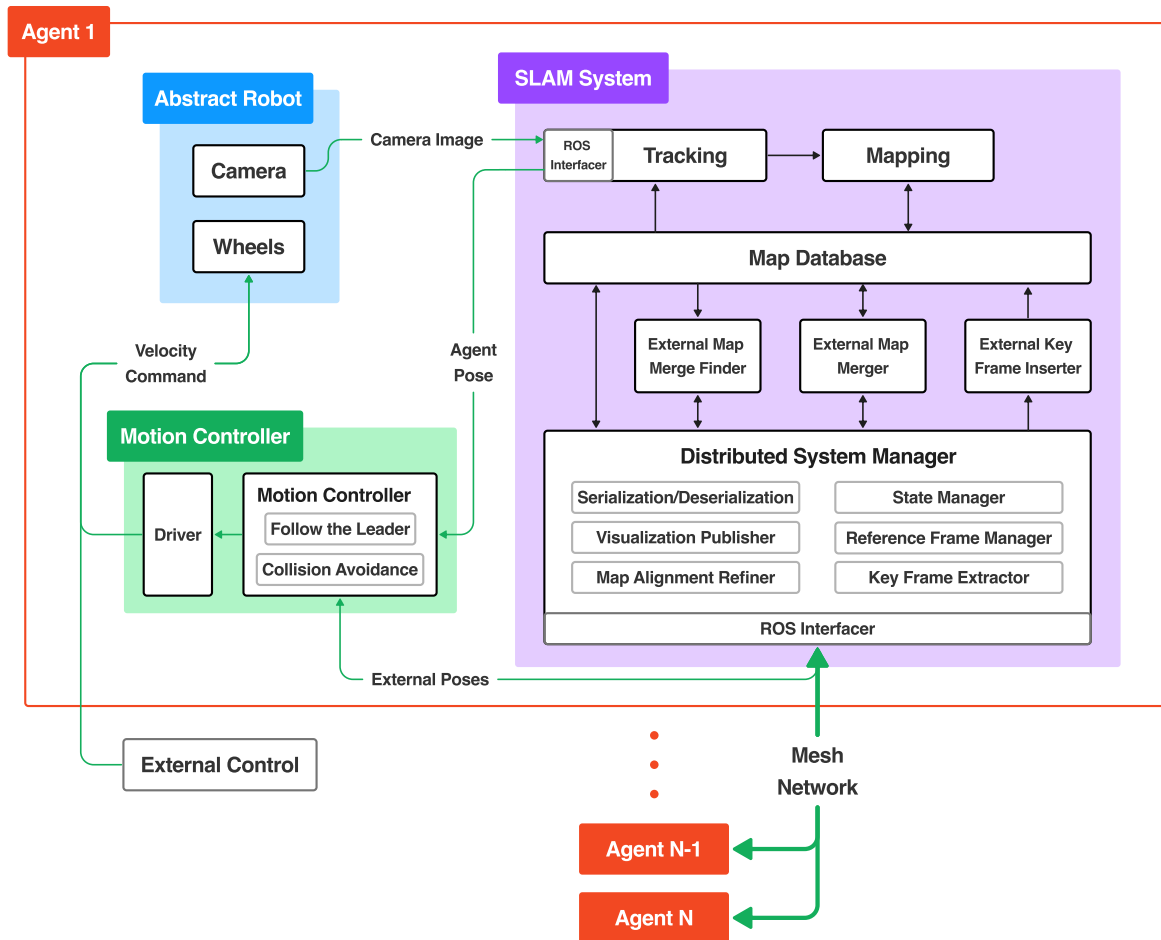 Agent 1
Abstract Robot
Camera
Wheels
Camera Image
SLAM System
ROS
Interfacer
Tracking
Mapping
Map Database
External Map
Merge Finder
External Map
Merger
External Key
Frame Inserter
Velocity
Command
Agent
Pose
Motion Controller
Driver
Motion Controller
Follow the Leader
Collision Avoidance
Distributed System Manager
Serialization/Deserialization
State Manager
Visualization Publisher
Reference Frame Manager
Map Alignment Refiner
Key Frame Extractor
ROS Interfacer
External Poses
External Control
Mesh
Network
Agent N-1
Agent N